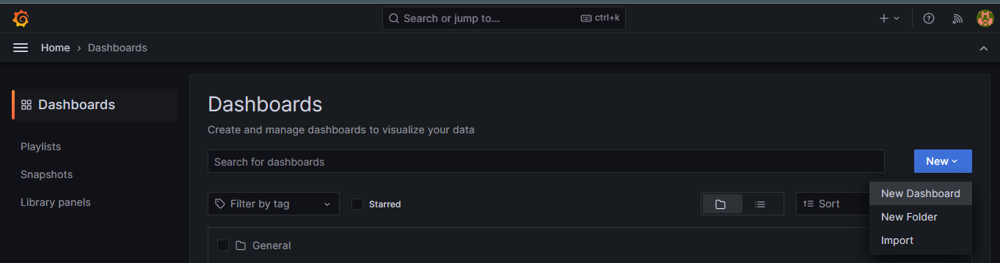 Search or jump to... ctrl+k
Home › Dashboards
Dashboards
Playlists
Snapshots
Library panels
Dashboards
Create and manage dashboards to visualize your data
Search for dashboards
New
Filter by tag
Starred
Sort
New Dashboard
New Folder
Import
General